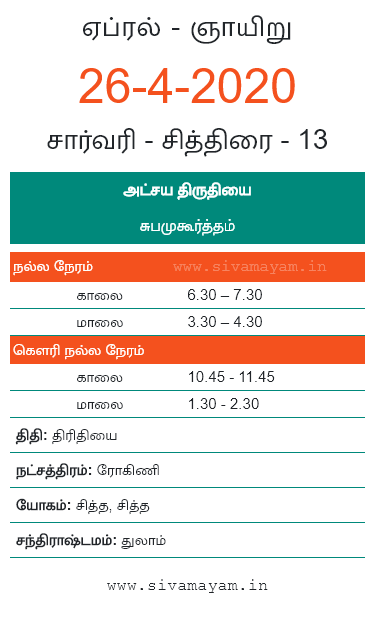 ஏப்ரல் - ஞாயிறு
26-4-2020
சார்வரி - சித்திரை - 13
அட்சய திருதியை
சுபமுகூர்த்தம்
நல்ல நேரம் www.sivamayam.in
காலை 6.30 – 7.30
மாலை 3.30 – 4.30
கௌரி நல்ல நேரம்
காலை 10.45 - 11.45
மாலை 1.30 - 2.30
திதி: திரிதியை
நட்சத்திரம்: ரோகிணி
யோகம்: சித்த, சித்த
சந்திராஷ்டமம்: துலாம்
www.sivamayam.in